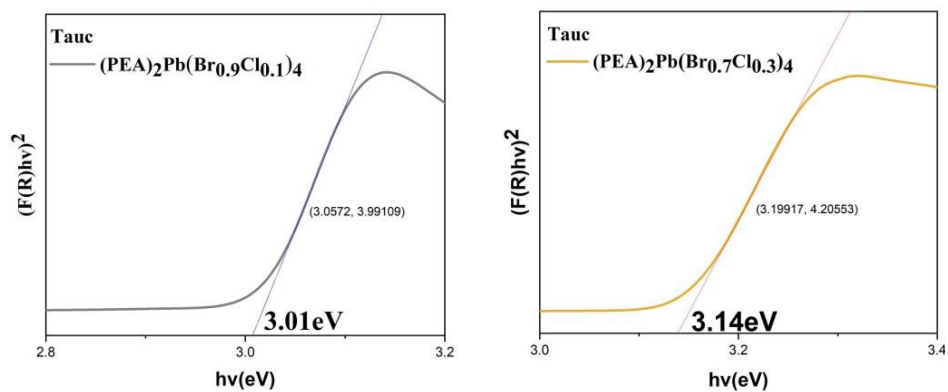 Tauc
(PEA)2Pb(Br0.9Cl0.1)4
(F(R)hv)2
(3.0572, 3.99109)
3.01eV
2.8 3.0 3.2
hv(eV)
Tauc
(PEA)2Pb(Br0.7Cl0.3)4
(F(R)hv)2
(3.19917, 4.20553)
3.14eV
3.0 3.2 3.4
hv(eV)